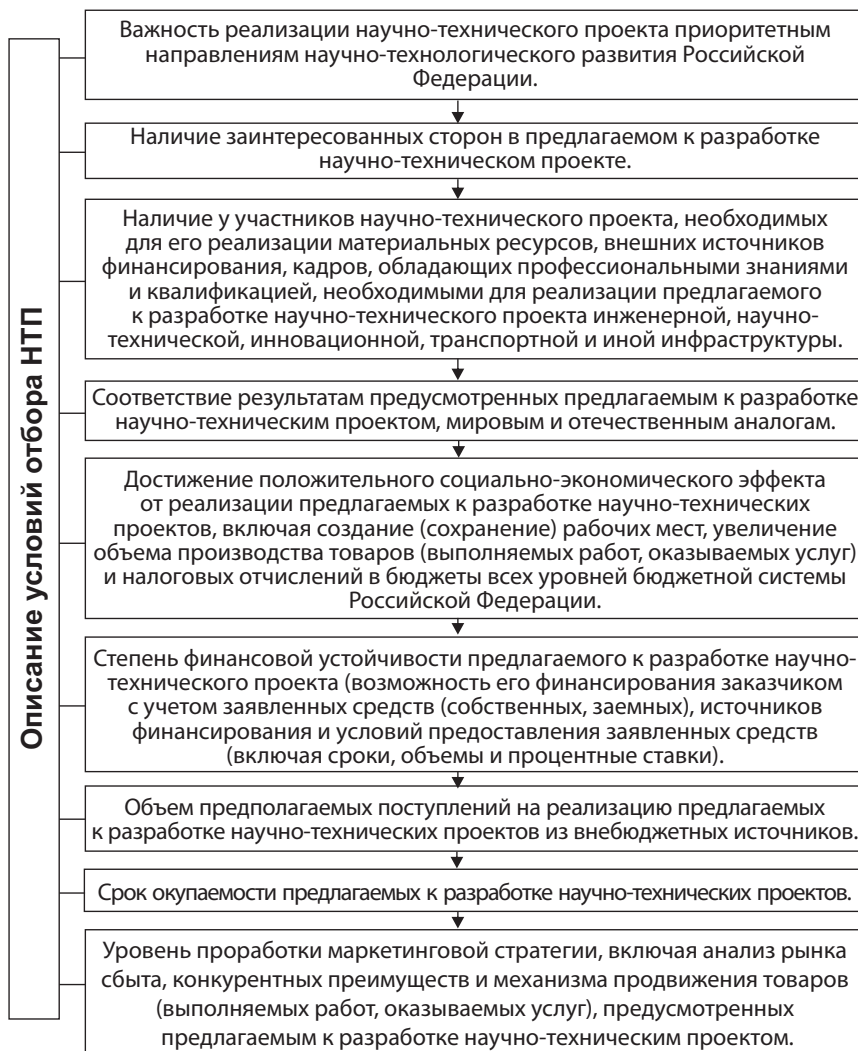 Описание условий отбора НТП
Важность реализации научно-технического проекта приоритетным
направлениям научно-технологического развития Российской
Федерации.
Наличие заинтересованных сторон в предлагаемом к разработке
научно-техническом проекте.
Наличие у участников научно-технического проекта, необходимых
для его реализации материальных ресурсов, внешних источников
финансирования, кадров, обладающих профессиональными знаниями
и квалификацией, необходимыми для реализации предлагаемого
к разработке научно-технического проекта инженерной, научно-
технической, инновационной, транспортной и иной инфраструктуры.
Соответствие результатам предусмотренных предлагаемым к разработке
научно-техническим проектом, мировым и отечественным аналогам.
Достижение положительного социально-экономического эффекта
от реализации предлагаемых к разработке научно-технических
проектов, включая создание (сохранение) рабочих мест, увеличение
объема производства товаров (выполняемых работ, оказываемых услуг)
и налоговых отчислений в бюджеты всех уровней бюджетной системы
Российской Федерации.
Степень финансовой устойчивости предлагаемого к разработке научно-
технического проекта (возможность его финансирования заказчиком
с учетом заявленных средств (собственных, заемных), источников
финансирования и условий предоставления заявленных средств
(включая сроки, объемы и процентные ставки).
Объем предполагаемых поступлений на реализацию предлагаемых
к разработке научно-технических проектов из внебюджетных источников.
Срок окупаемости предлагаемых к разработке научно-технических проектов.
Уровень проработки маркетинговой стратегии, включая анализ рынка
сбыта, конкурентных преимуществ и механизма продвижения товаров
(выполняемых работ, оказываемых услуг), предусмотренных
предлагаемым к разработке научно-техническим проектом.